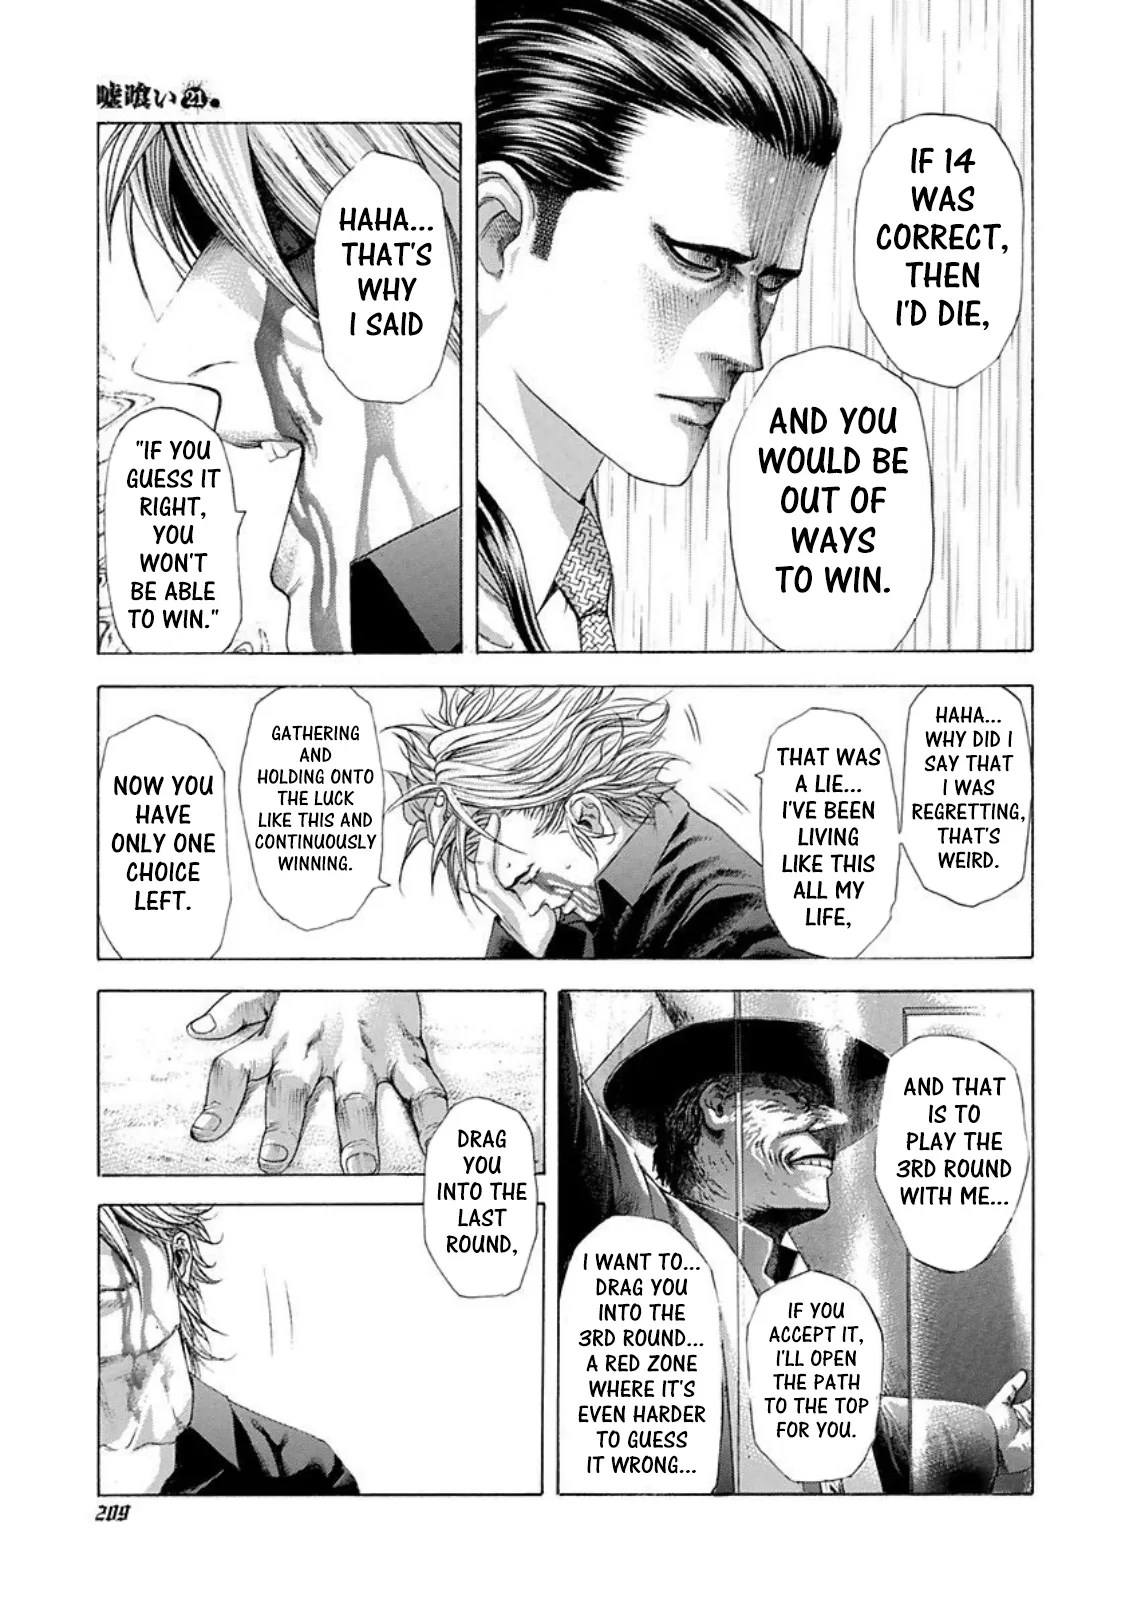 嘘喰い 21
IF 14
WAS
CORRECT,
THEN
I'D DIE,
AND YOU
WOULD BE
OUT OF
WAYS
TO WIN.
HAHA...
THAT'S
WHY
I SAID
"IF YOU
GUESS IT
RIGHT,
YOU
WON'T
BE ABLE
TO WIN."
HAHA...
WHY DID I
SAY THAT
I WAS
REGRETTING,
THAT'S
WEIRD.
THAT WAS
A LIE...
I'VE BEEN
LIVING
LIKE THIS
ALL MY
LIFE,
GATHERING
AND
HOLDING ONTO
THE LUCK
LIKE THIS AND
CONTINUOUSLY
WINNING.
NOW YOU
HAVE
ONLY ONE
CHOICE
LEFT.
AND THAT
IS TO
PLAY THE
3RD ROUND
WITH ME...
IF YOU
ACCEPT IT,
I'LL OPEN
THE PATH
TO THE TOP
FOR YOU.
I WANT TO...
DRAG YOU
INTO THE
3RD ROUND...
A RED ZONE
WHERE IT'S
EVEN HARDER
TO GUESS
IT WRONG...
DRAG
YOU
INTO THE
LAST
ROUND,
209